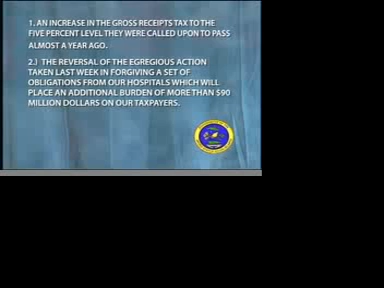 1. AN INCREASE IN THE GROSS RECEIPTS TAX TO THE
FIVE PERCENT LEVEL THEY WERE CALLED UPON TO PASS
ALMOST A YEAR AGO.
2.) THE REVERSAL OF THE EGREGIOUS ACTION
TAKEN LAST WEEK IN FORGIVING A SET OF
OBLIGATIONS FROM OUR HOSPITALS WHICH WILL
PLACE AN ADDITIONAL BURDEN OF MORE THAN $90
MILLION DOLLARS ON OUR TAXPAYERS.